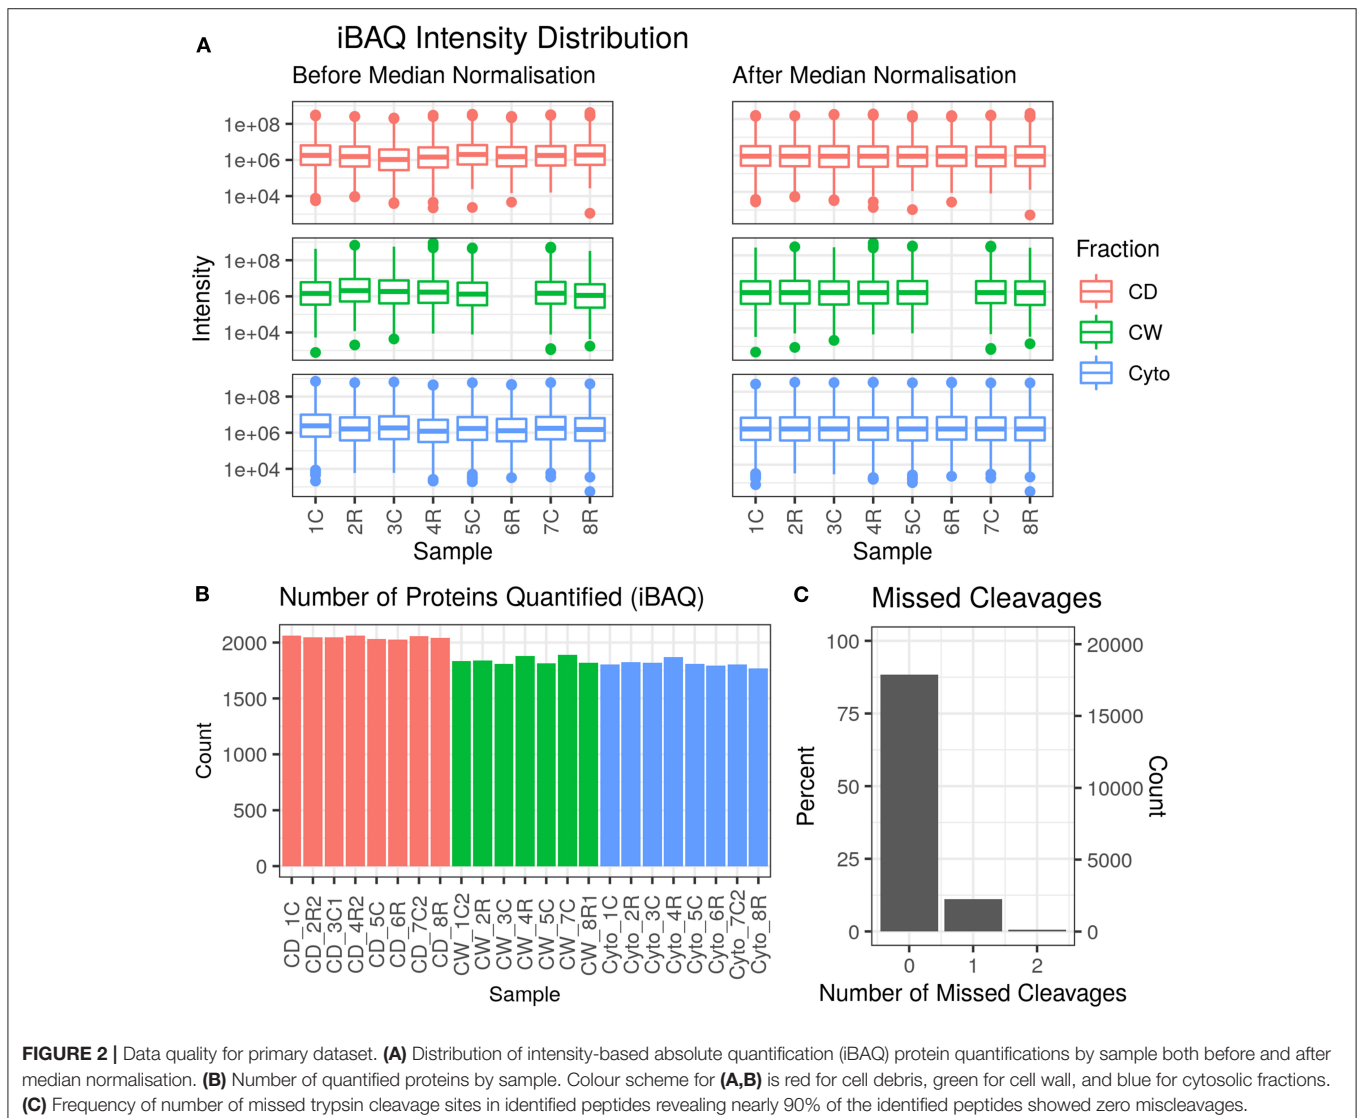 A
iBAQ Intensity Distribution
Before Median Normalisation
After Median Normalisation
Intensity
1e+08
1e+06
1e+04
1e+08
1e+06
1e+04
1e+08
1e+06
1e+04
1C 2R 3C 4R 5C 6R 7C 8R
Sample
1C 2R 3C 4R 5C 6R 7C 8R
Sample
Fraction
CD
CW
Cyto
B
Number of Proteins Quantified (iBAQ)
Count
2000
1500
1000
500
0
CD_1C CD_2R2 CD_3C1 CD_4R2 CD_5C CD_6R CD_7C2 CD_8R CW_1C2 CW_2R CW_3C CW_4R CW_5C CW_7C CW_8R1 Cyto_1C Cyto_2R Cyto_3C Cyto_4R Cyto_5C Cyto_6R Cyto_7C2 Cyto_8R
Sample
C
Missed Cleavages
Percent
100
75
50
25
0
20000
15000
10000
5000
0
Count
0 1 2
Number of Missed Cleavages
FIGURE 2 | Data quality for primary dataset. (A) Distribution of intensity-based absolute quantification (iBAQ) protein quantifications by sample both before and after
median normalisation. (B) Number of quantified proteins by sample. Colour scheme for (A,B) is red for cell debris, green for cell wall, and blue for cytosolic fractions.
(C) Frequency of number of missed trypsin cleavage sites in identified peptides revealing nearly 90% of the identified peptides showed zero miscleavages.